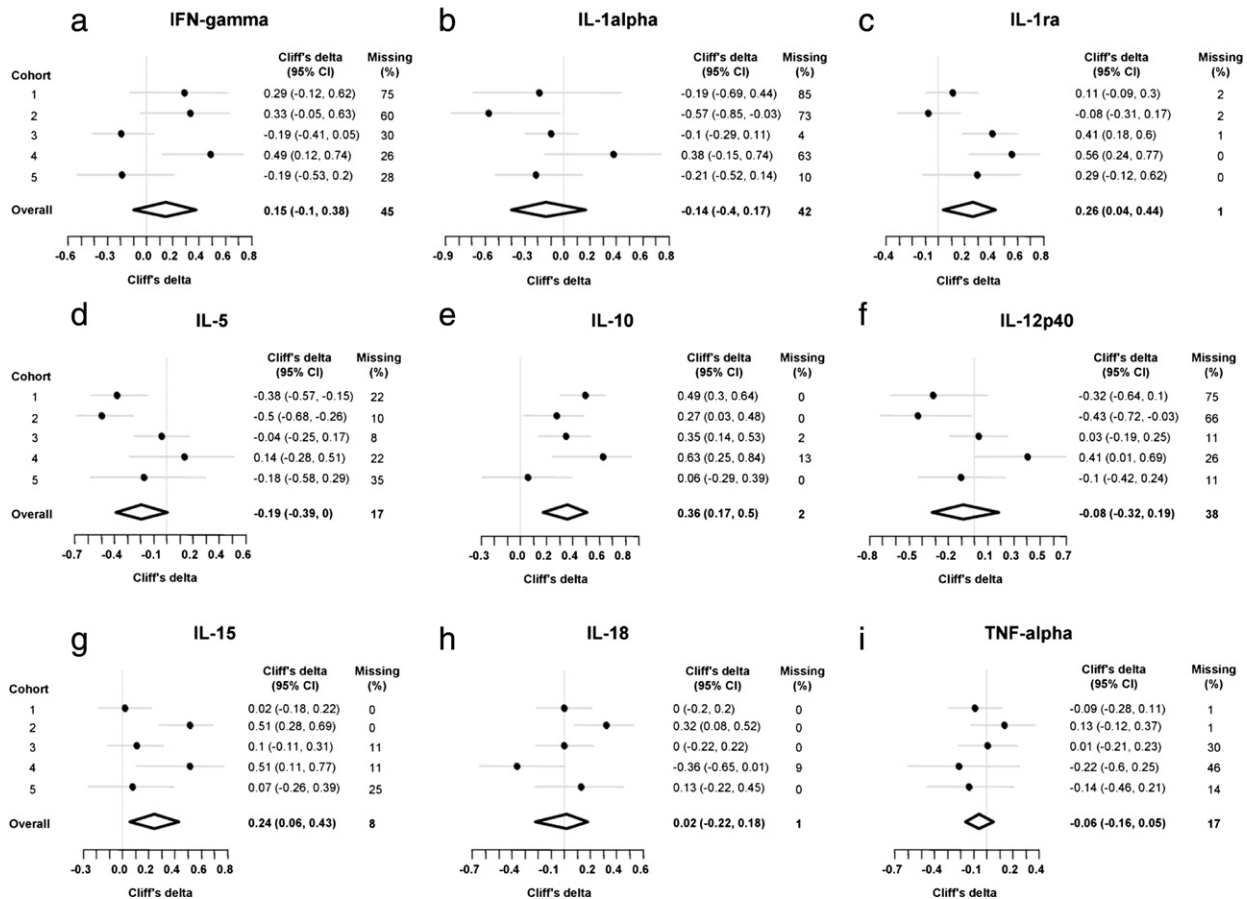 a IFN-gamma
Cohort Cliff's delta (95% CI) Missing (%)
1 0.29 (-0.12, 0.62) 75
2 0.33 (-0.05, 0.63) 60
3 -0.19 (-0.41, 0.05) 30
4 0.49 (0.12, 0.74) 26
5 -0.19 (-0.53, 0.2) 28
Overall 0.15 (-0.1, 0.38) 45
-0.6 -0.3 0.0 0.2 0.4 0.6 0.8
Cliff's delta
b IL-1alpha
Cliff's delta (95% CI) Missing (%)
-0.19 (-0.69, 0.44) 85
-0.57 (-0.85, -0.03) 73
-0.1 (-0.29, 0.11) 4
0.38 (-0.15, 0.74) 63
-0.21 (-0.52, 0.14) 10
-0.14 (-0.4, 0.17) 42
-0.9 -0.5 -0.1 0.2 0.5 0.8
Cliff's delta
c IL-1ra
Cliff's delta (95% CI) Missing (%)
0.11 (-0.09, 0.3) 2
-0.08 (-0.31, 0.17) 2
0.41 (0.18, 0.6) 1
0.56 (0.24, 0.77) 0
0.29 (-0.12, 0.62) 0
0.26 (0.04, 0.44) 1
-0.4 -0.1 0.2 0.4 0.6 0.8
Cliff's delta
d IL-5
Cohort Cliff's delta (95% CI) Missing (%)
1 -0.38 (-0.57, -0.15) 22
2 -0.5 (-0.68, -0.26) 10
3 -0.04 (-0.25, 0.17) 8
4 0.14 (-0.28, 0.51) 22
5 -0.18 (-0.58, 0.29) 35
Overall -0.19 (-0.39, 0) 17
-0.7 -0.4 -0.1 0.2 0.4 0.6
Cliff's delta
e IL-10
Cliff's delta (95% CI) Missing (%)
0.49 (0.3, 0.64) 0
0.27 (0.03, 0.48) 0
0.35 (0.14, 0.53) 2
0.63 (0.25, 0.84) 13
0.06 (-0.29, 0.39) 0
0.36 (0.17, 0.5) 2
-0.3 0.0 0.2 0.4 0.6 0.8
Cliff's delta
f IL-12p40
Cliff's delta (95% CI) Missing (%)
-0.32 (-0.64, 0.1) 75
-0.43 (-0.72, -0.03) 66
0.03 (-0.19, 0.25) 11
0.41 (0.01, 0.69) 26
-0.1 (-0.42, 0.24) 11
-0.08 (-0.32, 0.19) 38
-0.8 -0.4 0.1 0.4 0.7
Cliff's delta
g IL-15
Cohort Cliff's delta (95% CI) Missing (%)
1 0.02 (-0.18, 0.22) 0
2 0.51 (0.28, 0.69) 0
3 0.1 (-0.11, 0.31) 11
4 0.51 (0.11, 0.77) 11
5 0.07 (-0.26, 0.39) 25
Overall 0.24 (0.06, 0.43) 8
-0.3 0.0 0.2 0.4 0.6 0.8
Cliff's delta
h IL-18
Cliff's delta (95% CI) Missing (%)
0 (-0.2, 0.2) 0
0.32 (0.08, 0.52) 0
0 (-0.22, 0.22) 0
-0.36 (-0.65, 0.01) 9
0.13 (-0.22, 0.45) 0
0.02 (-0.22, 0.18) 1
-0.7 -0.4 -0.1 0.2 0.4 0.6
Cliff's delta
i TNF-alpha
Cliff's delta (95% CI) Missing (%)
-0.09 (-0.28, 0.11) 1
0.13 (-0.12, 0.37) 1
0.01 (-0.21, 0.23) 30
-0.22 (-0.6, 0.25) 46
-0.14 (-0.46, 0.21) 14
-0.06 (-0.16, 0.05) 17
-0.6 -0.3 0.0 0.2 0.4
Cliff's delta